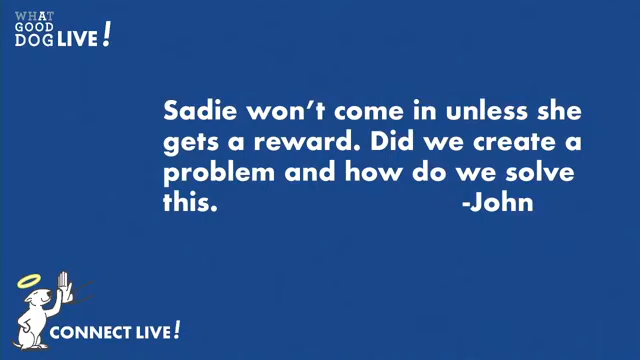 WHAT
GOOD
DOG LIVE!
Sadie won't come in unless she
gets a reward. Did we create a
problem and how do we solve
this. -John
CONNECT LIVE!